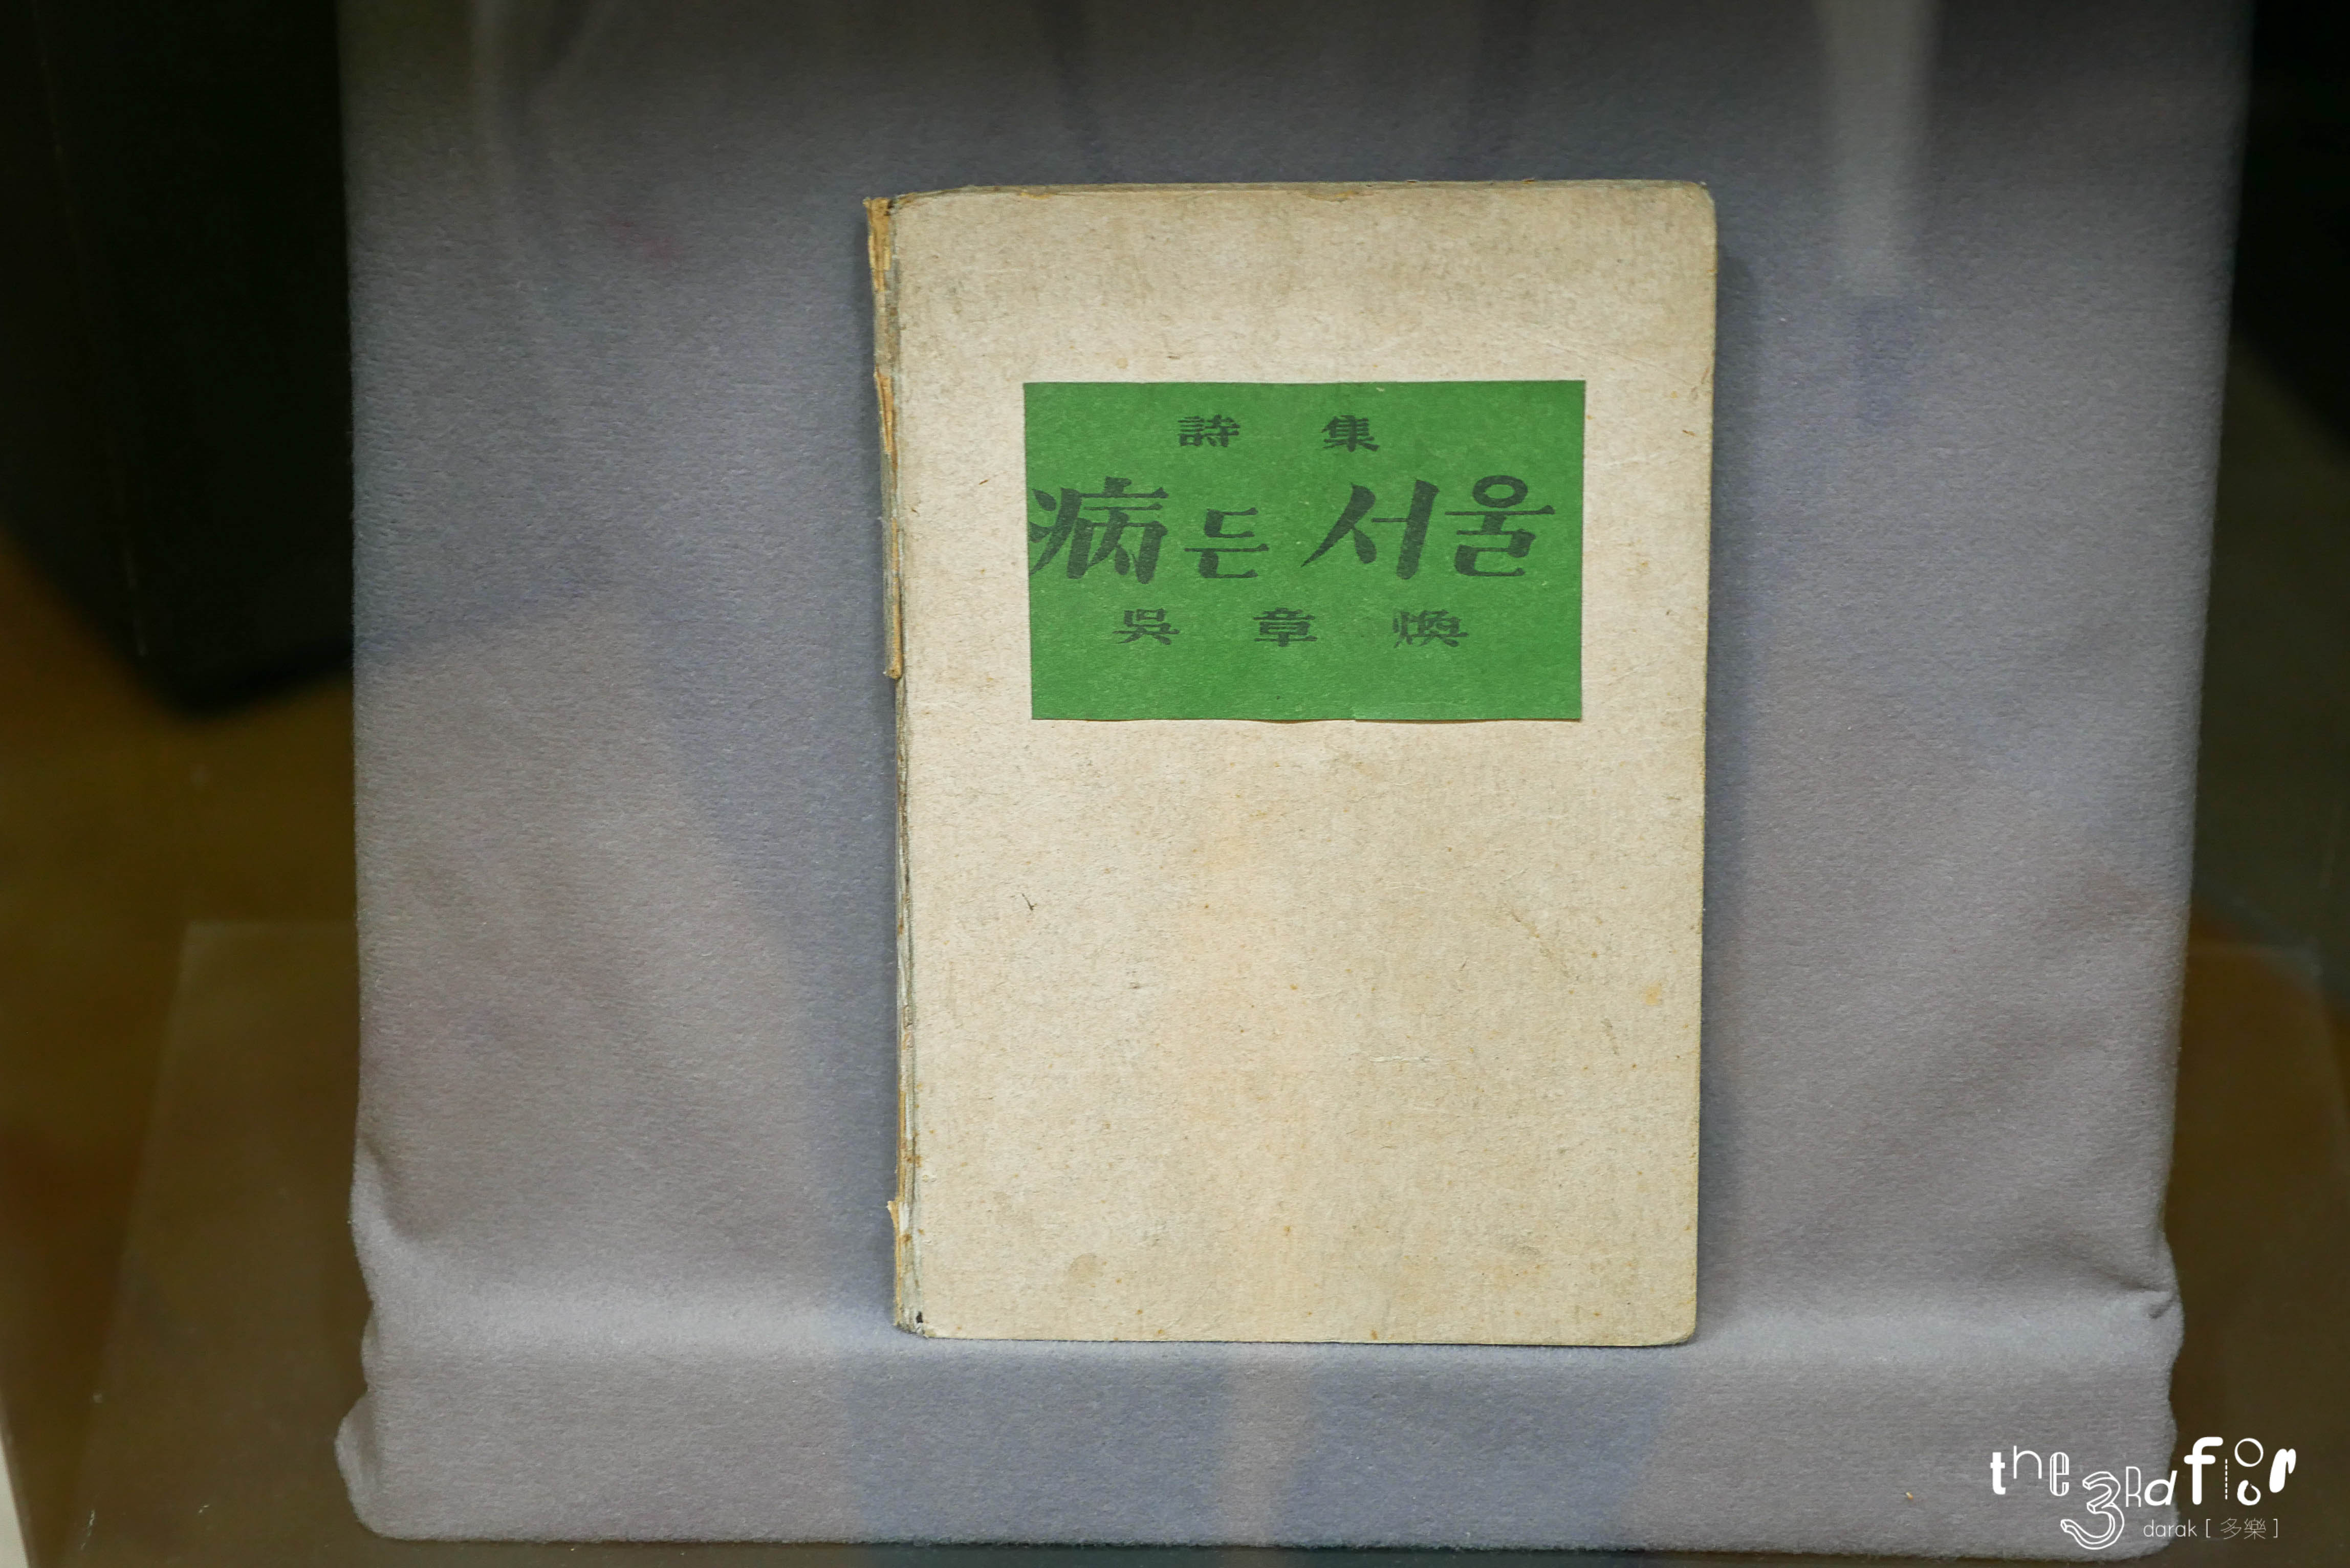 詩集
病든 서울
吳章煥
the 3Rd floor
darak [ 多樂 ]